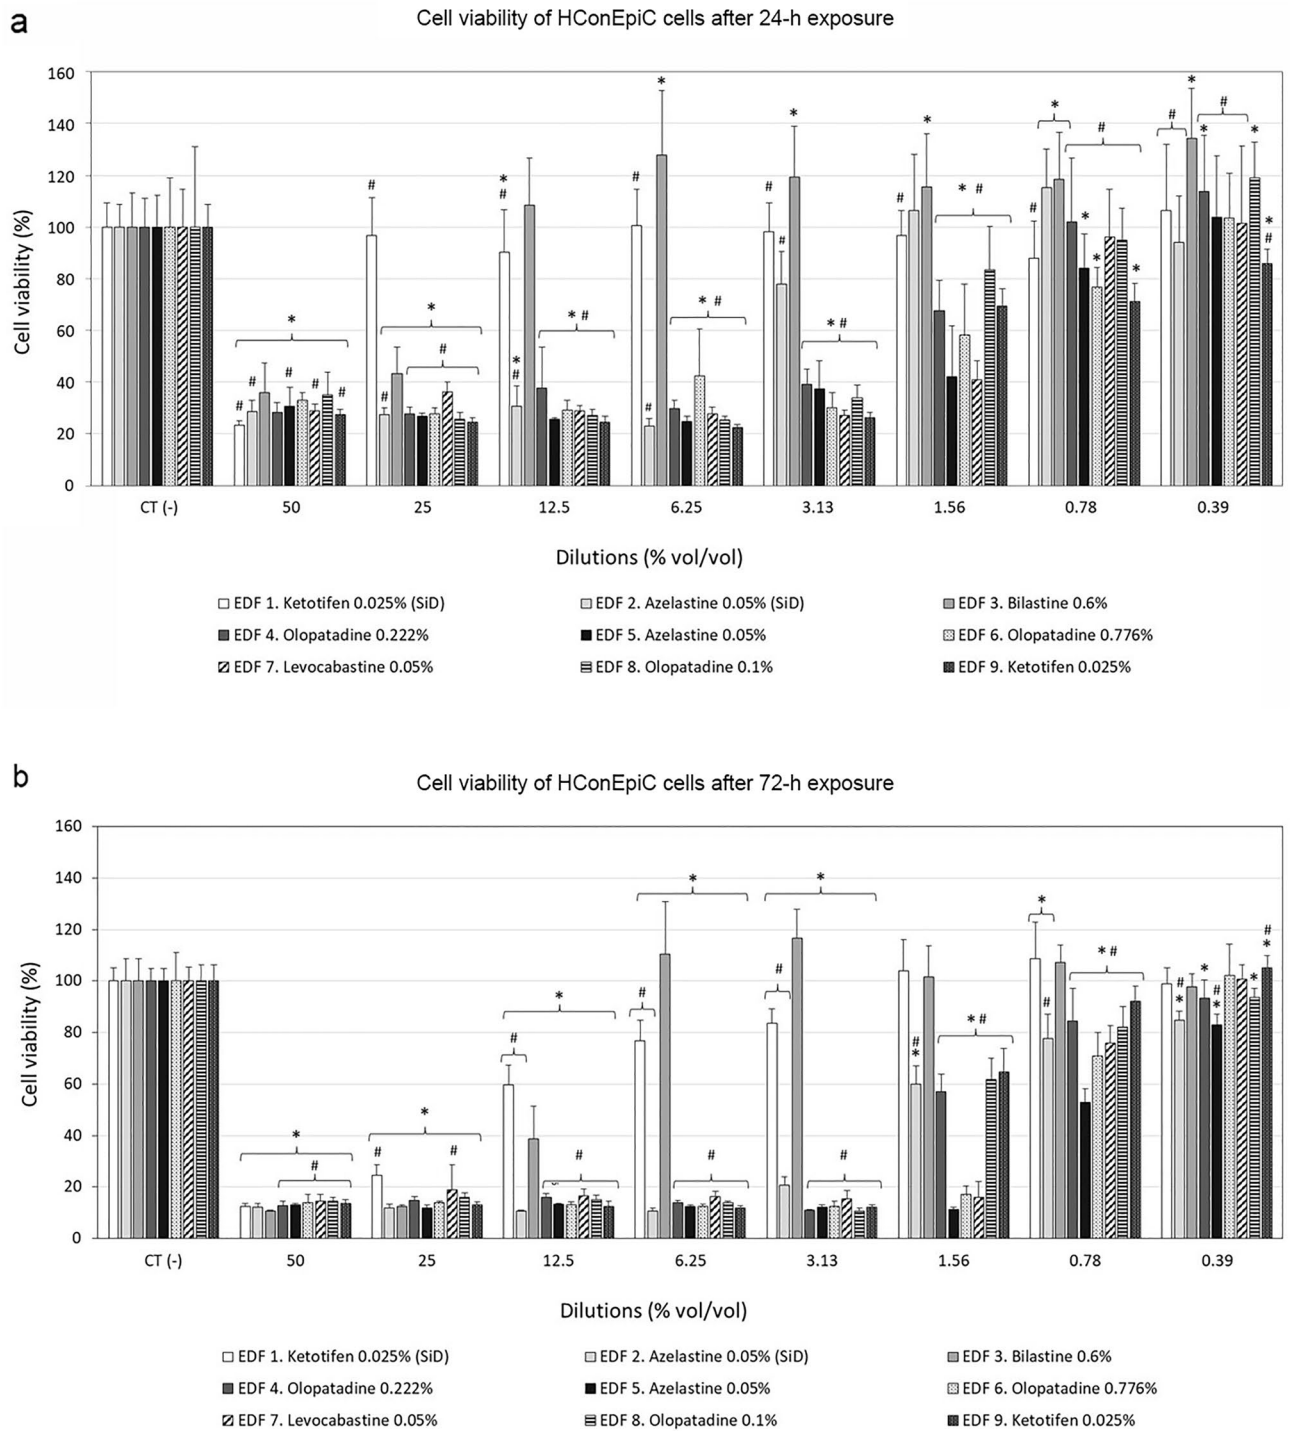 a
Cell viability of HConEpiC cells after 24-h exposure
Cell viability (%)
160
140
120
100
80
60
40
20
0
* # # # # # * # * # * # * # * # * # # * # # * * # # * # # * * # # * * # * # * * * # * # * * # *
CT (-) 50 25 12.5 6.25 3.13 1.56 0.78 0.39
Dilutions (% vol/vol)
EDF 1. Ketotifen 0.025% (SiD) EDF 2. Azelastine 0.05% (SiD) EDF 3. Bilastine 0.6%
EDF 4. Olopatadine 0.222% EDF 5. Azelastine 0.05% EDF 6. Olopatadine 0.776%
EDF 7. Levocabastine 0.05% EDF 8. Olopatadine 0.1% EDF 9. Ketotifen 0.025%
b
Cell viability of HConEpiC cells after 72-h exposure
Cell viability (%)
160
140
120
100
80
60
40
20
0
* # * # # * # # * # # * # # # * * # * # * # # * * # * * # *
CT (-) 50 25 12.5 6.25 3.13 1.56 0.78 0.39
Dilutions (% vol/vol)
EDF 1. Ketotifen 0.025% (SiD) EDF 2. Azelastine 0.05% (SiD) EDF 3. Bilastine 0.6%
EDF 4. Olopatadine 0.222% EDF 5. Azelastine 0.05% EDF 6. Olopatadine 0.776%
EDF 7. Levocabastine 0.05% EDF 8. Olopatadine 0.1% EDF 9. Ketotifen 0.025%